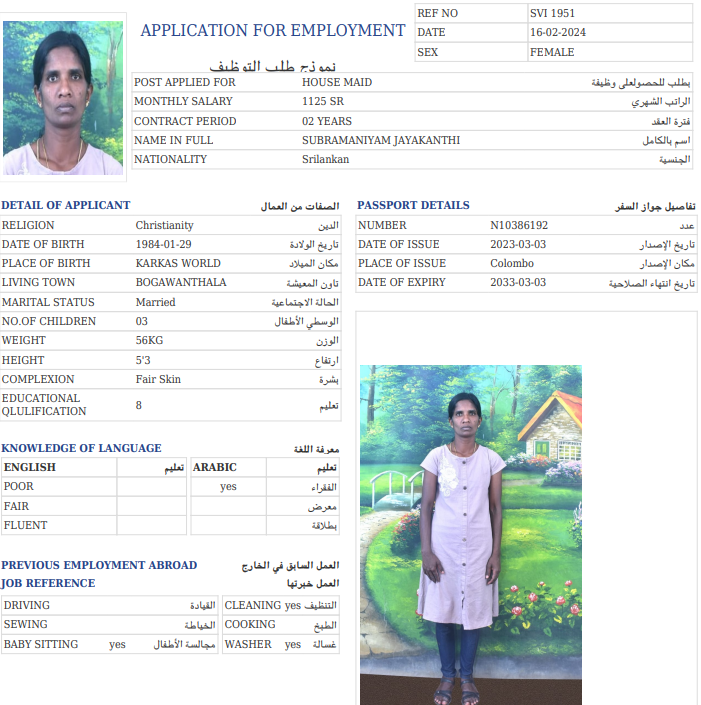 REF NO SVI 1951
DATE 16-02-2024
SEX FEMALE
APPLICATION FOR EMPLOYMENT
نموذج طلب التوظيف
POST APPLIED FOR HOUSE MAID يطلب للحصولعلى وظيفة
MONTHLY SALARY 1125 SR الراتب الشهري
CONTRACT PERIOD 02 YEARS فترة العقد
NAME IN FULL SUBRAMANIYAM JAYAKANTHI اسم بالكامل
NATIONALITY Srilankan الجنسية
DETAIL OF APPLICANT الصفات من العمال
RELIGION Christianity الدين
DATE OF BIRTH 1984-01-29 تاريخ الولادة
PLACE OF BIRTH KARKAS WORLD مكان الميلاد
LIVING TOWN BOGAWANTHALA تاون المعيشة
MARITAL STATUS Married الحالة الاجتماعية
NO.OF CHILDREN 03 الوسطي الأطفال
WEIGHT 56KG الوزن
HEIGHT 5'3 ارتفاع
COMPLEXION Fair Skin بشرة
EDUCATIONAL QLULIFICATION 8 تعليم
PASSPORT DETAILS تفاصيل جواز السفر
NUMBER N10386192 عدد
DATE OF ISSUE 2023-03-03 تاريخ الإصدار
PLACE OF ISSUE Colombo مكان الإصدار
DATE OF EXPIRY 2033-03-03 تاريخ انتهاء الصلاحية
KNOWLEDGE OF LANGUAGE معرفة اللغة
ENGLISH تعليم ARABIC تعليم
POOR yes الفقراء
FAIR معرض
FLUENT بطلاقة
PREVIOUS EMPLOYMENT ABROAD العمل السابق في الخارج
JOB REFERENCE العمل خبرتها
DRIVING القيادة CLEANING yes التنظيف
SEWING الخياطة COOKING الطبخ
BABY SITTING yes مجالسة الأطفال WASHER yes غسالة